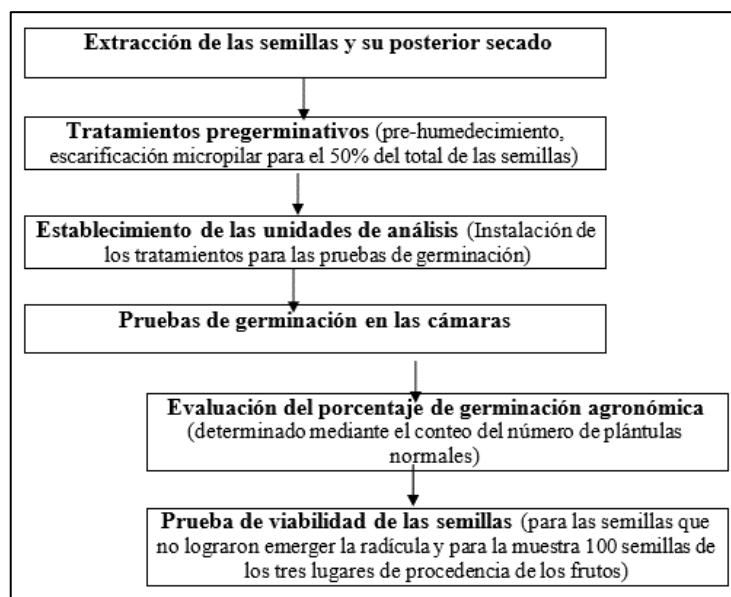 Extracción de las semillas y su posterior secado
Tratamientos pregerminativos (pre-humedecimiento,
escarificación micropilar para el 50% del total de las semillas)
Establecimiento de las unidades de análisis (Instalación de
los tratamientos para las pruebas de germinación)
Pruebas de germinación en las cámaras
Evaluación del porcentaje de germinación agronómica
(determinado mediante el conteo del número de plántulas
normales)
Prueba de viabilidad de las semillas (para las semillas que
no lograron emerger la radícula y para la muestra 100 semillas de
los tres lugares de procedencia de los frutos)